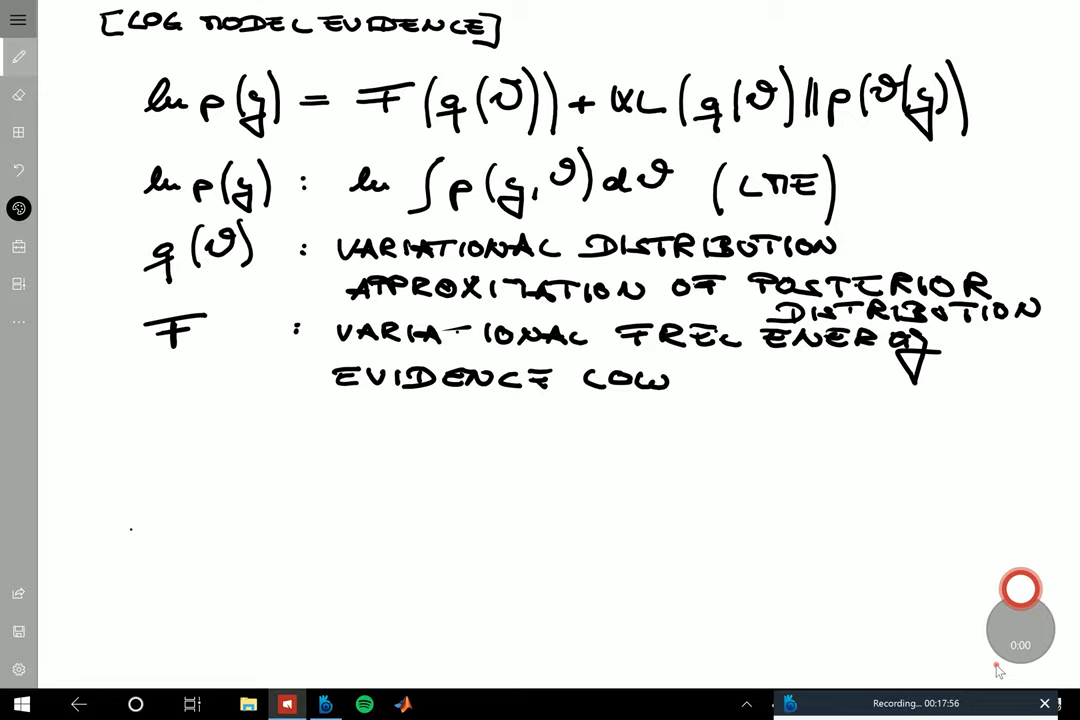 [LOG MODEL EVIDENCE]
ln p(y) = F(q(ϑ)) + KL(q(ϑ)||p(ϑ|y))
ln p(y) : ln ∫ p(y,ϑ) dϑ (LME)
q(ϑ) : VARIATIONAL DISTRIBUTION
APPROXIMATION OF POSTERIOR
DISTRIBUTION
F : VARIATIONAL FREE ENERGY
EVIDENCE LOW
0:00
Recording... 00:17:56